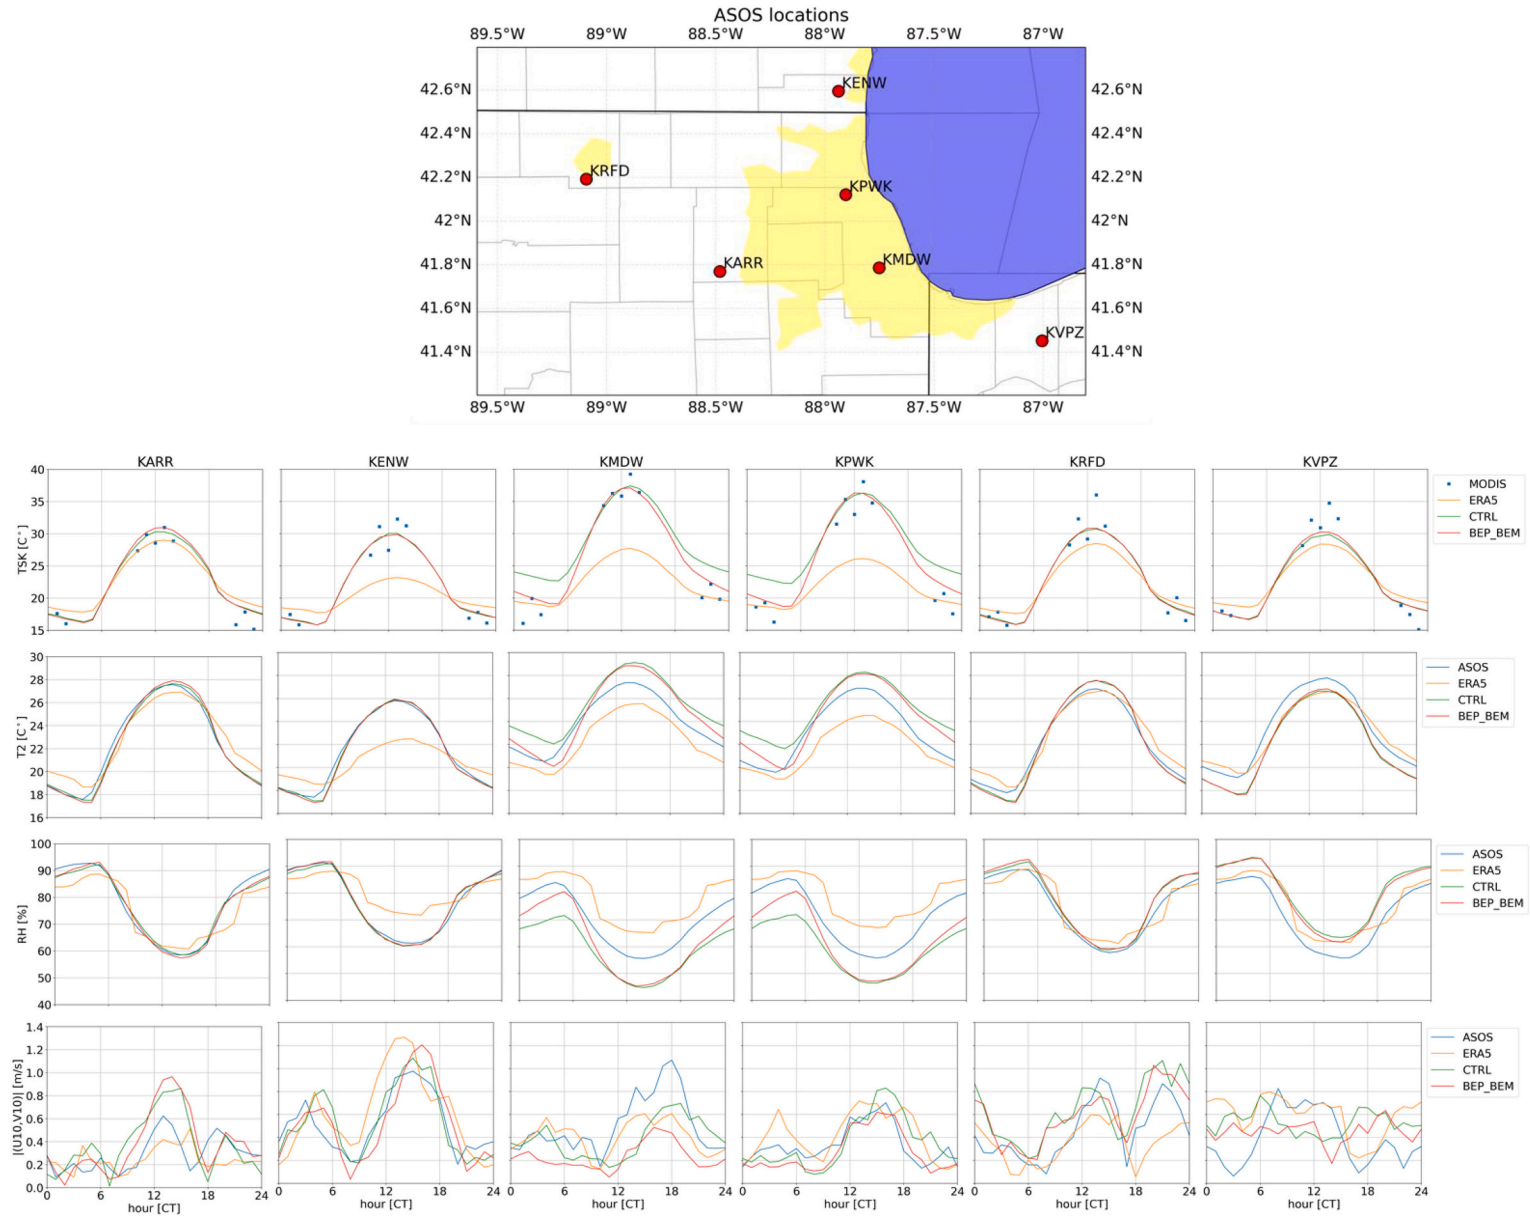 ASOS locations
89.5°W 89°W 88.5°W 88°W 87.5°W 87°W
42.6°N KENW 42.6°N
42.4°N 42.4°N
42.2°N KRFD KPWK 42.2°N
42°N 42°N
41.8°N KARR KMDW 41.8°N
41.6°N 41.6°N
41.4°N KVPZ 41.4°N
89.5°W 89°W 88.5°W 88°W 87.5°W 87°W
KARR KENW KMDW KPWK KRFD KVPZ
TSK [C°]
40
35
30
25
20
15
MODIS
ERA5
CTRL
BEP_BEM
T2 [C°]
30
28
26
24
22
20
18
16
ASOS
ERA5
CTRL
BEP_BEM
RH [%]
100
90
80
70
60
50
40
ASOS
ERA5
CTRL
BEP_BEM
|(U10,V10)| [m/s]
1.4
1.2
1.0
0.8
0.6
0.4
0.2
0.0
ASOS
ERA5
CTRL
BEP_BEM
0 6 12 18 24 0 6 12 18 24 6 12 18 24 0 6 12 18 24 0 6 12 18 24 0 6 12 18 24
hour [CT] hour [CT] hour [CT] hour [CT] hour [CT] hour [CT]